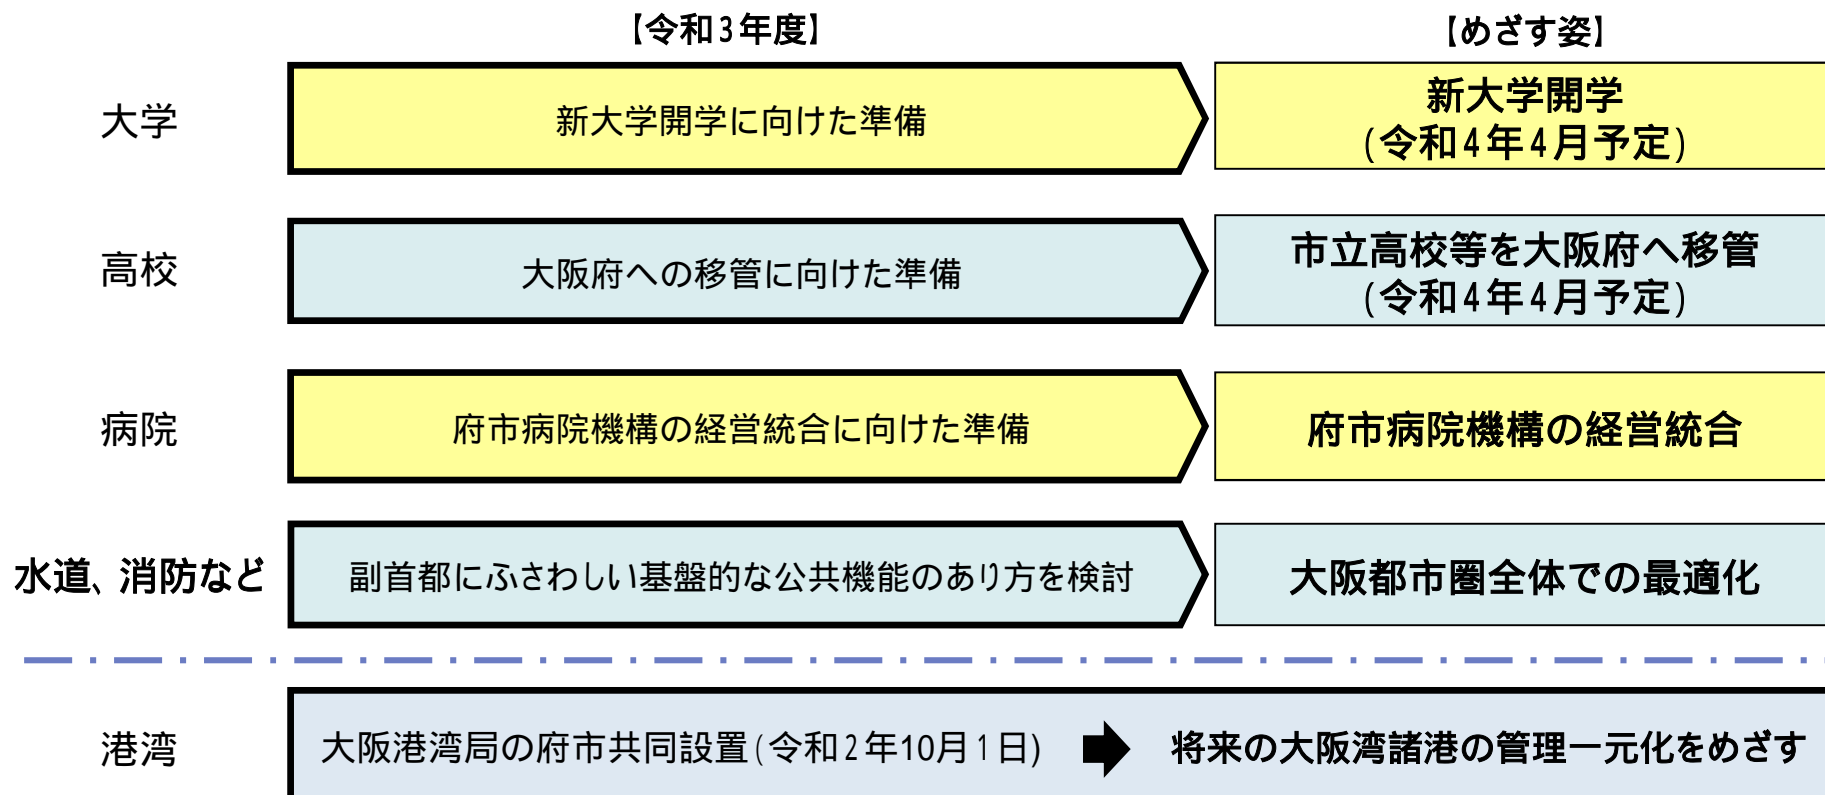 【令和3年度】
【めざす姿】
大学
新大学開学に向けた準備
新大学開学
(令和4年4月予定)
高校
大阪府への移管に向けた準備
市立高校等を大阪府へ移管
(令和4年4月予定)
病院
府市病院機構の経営統合に向けた準備
府市病院機構の経営統合
水道、消防など
副首都にふさわしい基盤的な公共機能のあり方を検討
大阪都市圏全体での最適化
港湾
大阪港湾局の府市共同設置(令和2年10月1日)
将来の大阪湾諸港の管理一元化をめざす